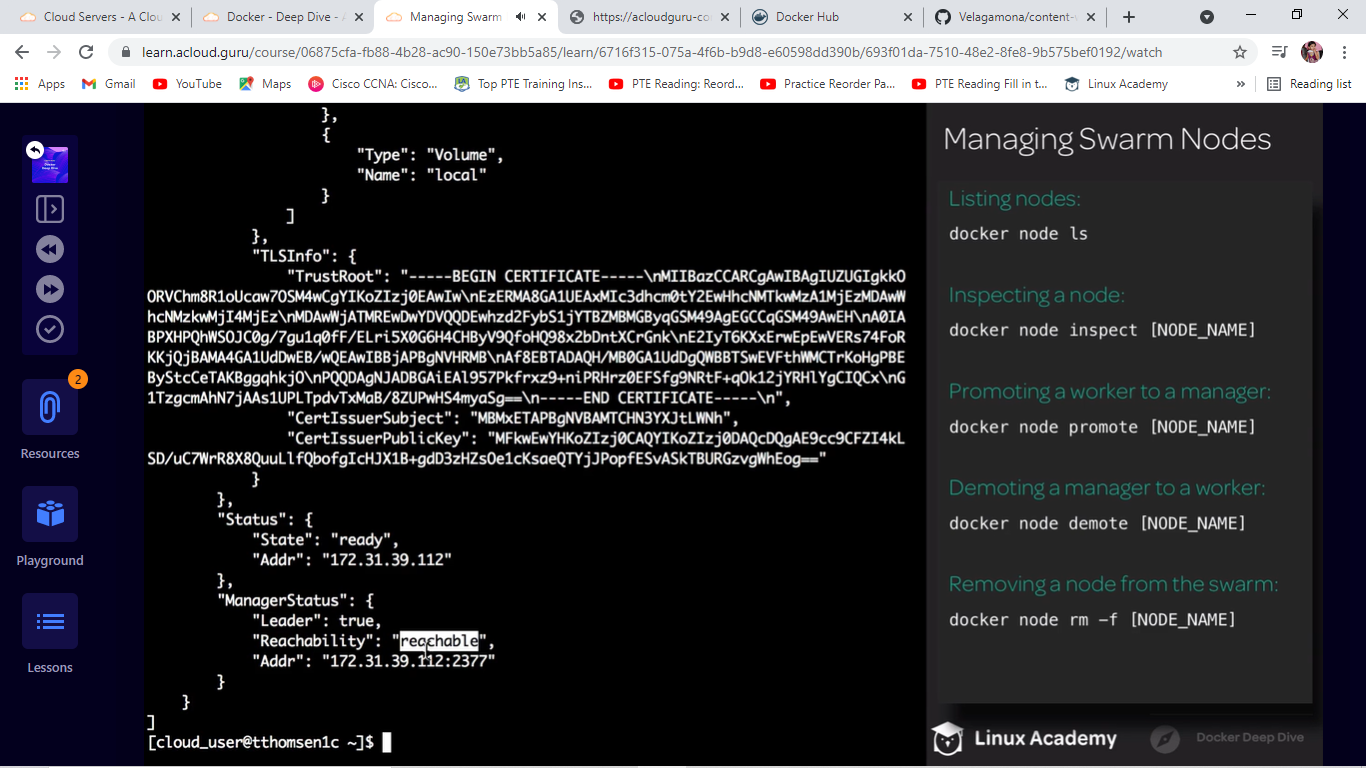 Cloud Servers - A Clou
Docker - Deep Dive - A
Managing Swarm
https://acloudguru-co
Docker Hub
Velagamona/content-
learn.acloud.guru/course/06875cfa-fb88-4b28-ac90-150e73bb5a85/learn/6716f315-075a-4f6b-b9d8-e60598dd390b/693f01da-7510-48e2-8fe8-9b575bef0192/watch
Apps
Gmail
YouTube
Maps
Cisco CCNA: Cisco...
Top PTE Training Ins...
PTE Reading: Reord...
Practice Reorder Pa...
PTE Reading Fill in t...
Linux Academy
»
Reading list
2
Resources
Playground
Lessons
},
{
"Type": "Volume",
"Name": "local"
}
]
},
"TLSInfo": {
"TrustRoot": "-----BEGIN CERTIFICATE-----\nMIIBazCCARCgAwIBAgIUZUGIgkkO
ORVChm8R1oUcaw7OSM4wCgYIKoZIzj0EAwIw\nEzERMA8GA1UEAxMIc3dhcm0tY2EwHhcNMTkwMzA1MjEzMDAwW
hcNMzkwMjI4MjEz\nMDAwWjATMREwDwYDVQQDEwhzd2FybS1jYTBZMBMGByqGSM49AgEGCCqGSM49AwEH\nA0IA
BPXHPQhWSOJC0g/7gu1q0fF/ELri5X0G6H4CHByV9QfoHQ98x2bDntXCrGnk\nE2IyT6KXxErwEpEwVERs74FoR
KKjQjBAMA4GA1UdDwEB/wQEAwIBBjAPBgNVHRMB\nAf8EBTADAQH/MB0GA1UdDgQWBBTSwEVFthWMCTrKoHgPBE
ByStcCeTAKBggqhkjO\nPQQDAgNJADBGAiEAl957Pkfrxz9+niPRHrz0EFSfg9NRtF+qOk12jYRHlYgCIQCx\nG
1TzgcmAhN7jAAs1UPLTpdvTxMaB/8ZUPwHS4myaSg==\n-----END CERTIFICATE-----\n",
"CertIssuerSubject": "MBMxETAPBgNVBAMTCHN3YXJtLWNh",
"CertIssuerPublicKey": "MFkwEwYHKoZIzj0CAQYIKoZIzj0DAQcDQgAE9cc9CFZI4kL
SD/uC7WrR8X8QuuLlfQbofgIcHJX1B+gdD3zHZsOe1cKsaeQTYjJPopfESvASkTBURGzvgWhEog=="
}
},
"Status": {
"State": "ready",
"Addr": "172.31.39.112"
},
"ManagerStatus": {
"Leader": true,
"Reachability": "reachable",
"Addr": "172.31.39.112:2377"
}
}
]
[cloud_user@tthomsen1c ~]$
Managing Swarm Nodes
Listing nodes:
docker node ls
Inspecting a node:
docker node inspect [NODE_NAME]
Promoting a worker to a manager:
docker node promote [NODE_NAME]
Demoting a manager to a worker:
docker node demote [NODE_NAME]
Removing a node from the swarm:
docker node rm -f [NODE_NAME]
Linux Academy
Docker Deep Dive